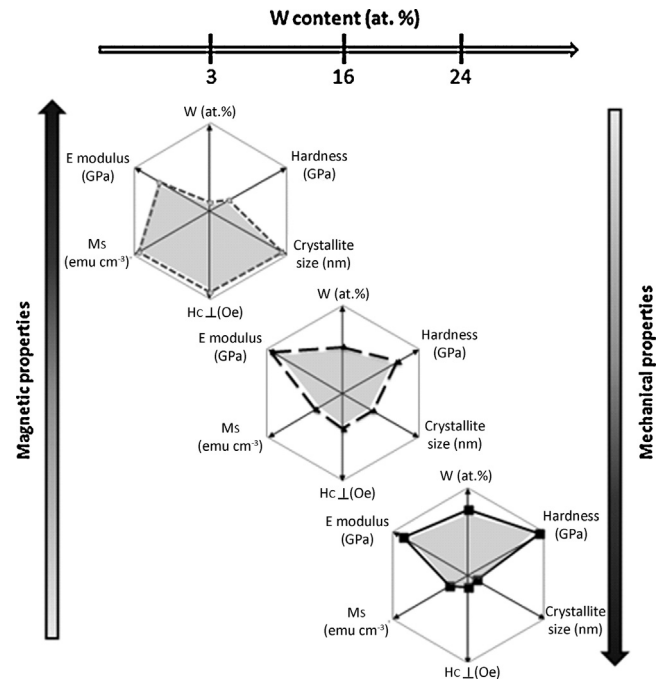 W content (at. %)
3 16 24
W (at.%)
E modulus
(GPa)
Hardness
(GPa)
Ms
(emu cm-3)
Crystallite
size (nm)
Hc⊥(Oe)
W (at.%)
E modulus
(GPa)
Hardness
(GPa)
Ms
(emu cm-3)
Crystallite
size (nm)
Hc⊥(Oe)
W (at.%)
E modulus
(GPa)
Hardness
(GPa)
Ms
(emu cm-3)
Crystallite
size (nm)
Hc⊥(Oe)
Magnetic properties
Mechanical properties